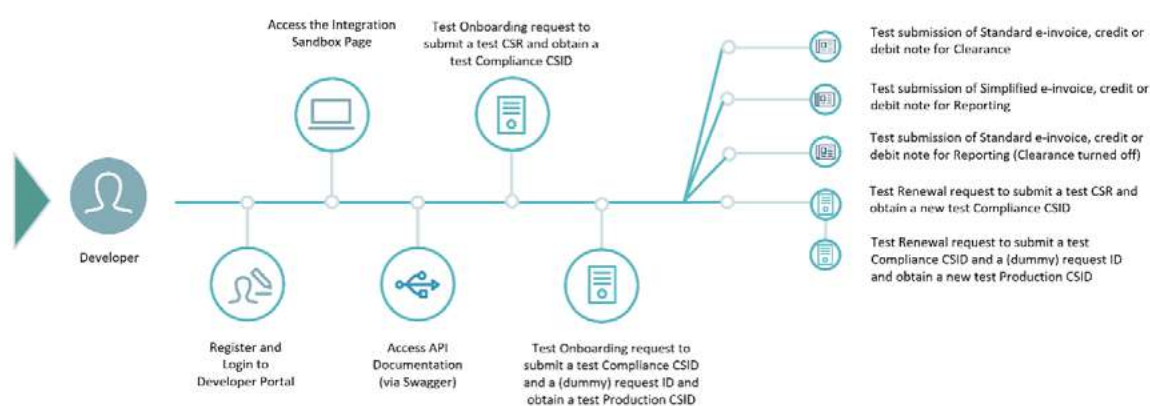 Access the Integration
Sandbox Page
Test Onboarding request to
submit a test CSR and obtain a
test Compliance CSID
Test submission of Standard e-invoice, credit or
debit note for Clearance
Test submission of Simplified e-invoice, credit or
debit note for Reporting
Test submission of Standard e-invoice, credit or
debit note for Reporting (Clearance turned off)
Test Renewal request to submit a test CSR and
obtain a new test Compliance CSID
Test Renewal request to submit a test
Compliance CSID and a (dummy) request ID
and obtain a new test Production CSID
Developer
Register and
Login to
Developer Portal
Access API
Documentation
(via Swagger)
Test Onboarding request to
submit a test Compliance CSID
and a (dummy) request ID and
obtain a test Production CSID